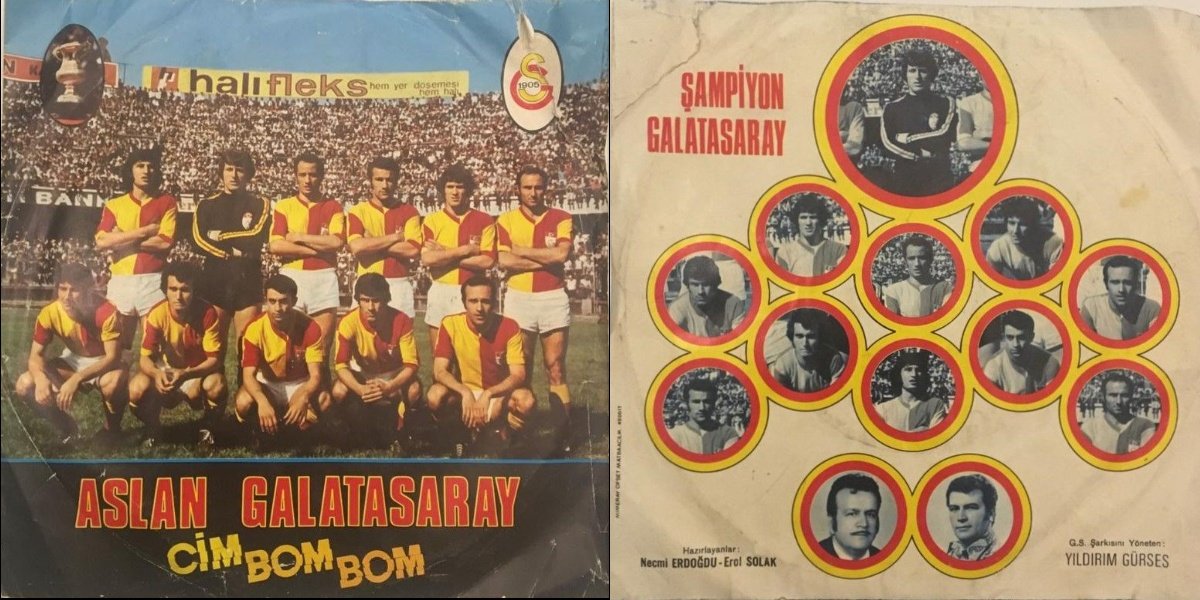 halıfleks
hem yer döşemesi
hem halı
1905
BANK
ASLAN GALATASARAY
CİM BOM BOM
ŞAMPİYON
GALATASARAY
Hazırlayanlar:
Necmi ERDOĞDU - Erol SOLAK
G.S. Şarkısını Yöneten:
YILDIRIM GÜRSES